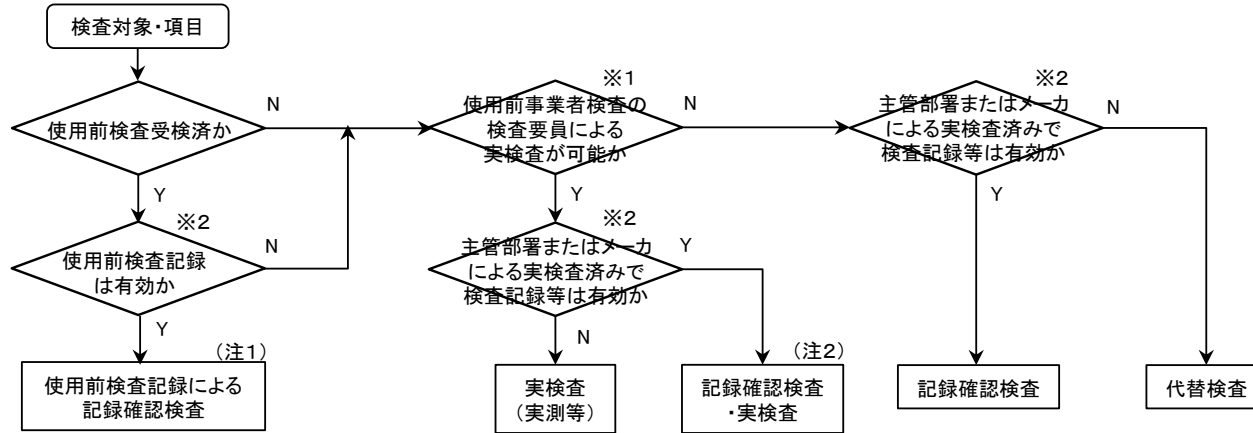 検査対象・項目
使用前検査受検済か
N
Y
※2
使用前検査記録
は有効か
N
Y
(注1)
使用前検査記録による
記録確認検査
※1
使用前事業者検査の
検査要員による
実検査が可能か
N
Y
※2
主管部署またはメーカ
による実検査済みで
検査記録等は有効か
Y
N
実検査
(実測等)
(注2)
記録確認検査
・実検査
※2
主管部署またはメーカ
による実検査済みで
検査記録等は有効か
N
Y
記録確認検査
代替検査